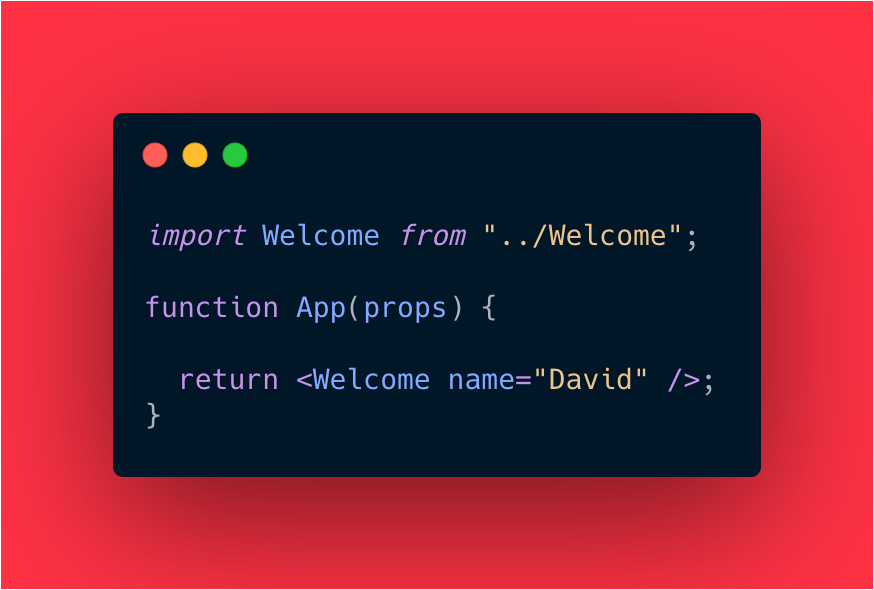 import Welcome from "../Welcome";
function App(props) {
return <Welcome name="David" />;
}